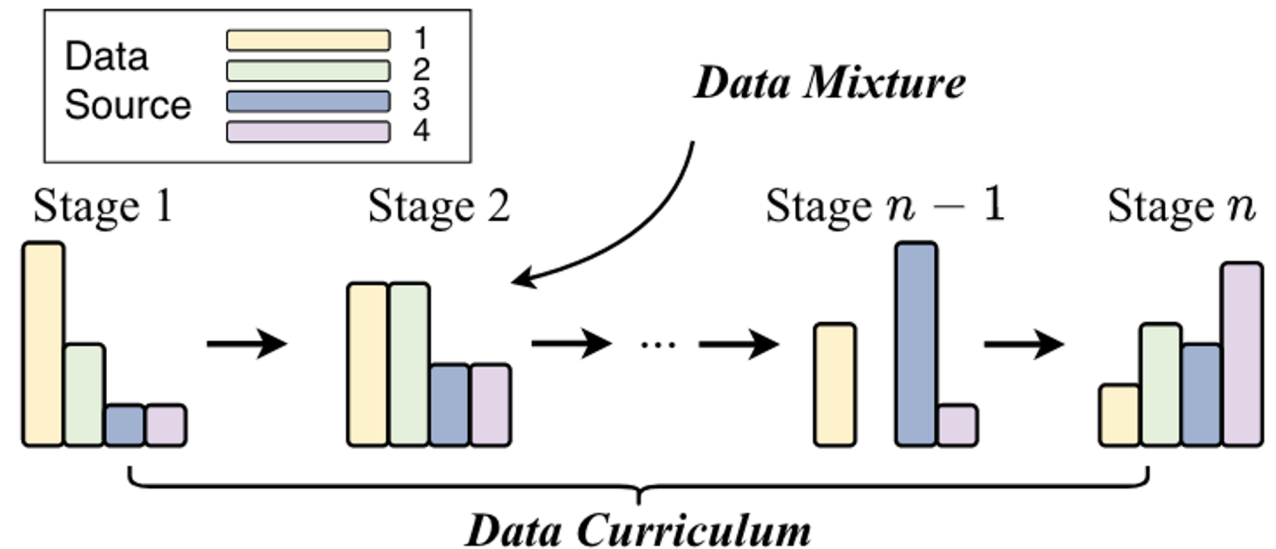 Data
Source
1
2
3
4
Data Mixture
Stage 1
Stage 2
Stage n − 1
Stage n
...
Data Curriculum